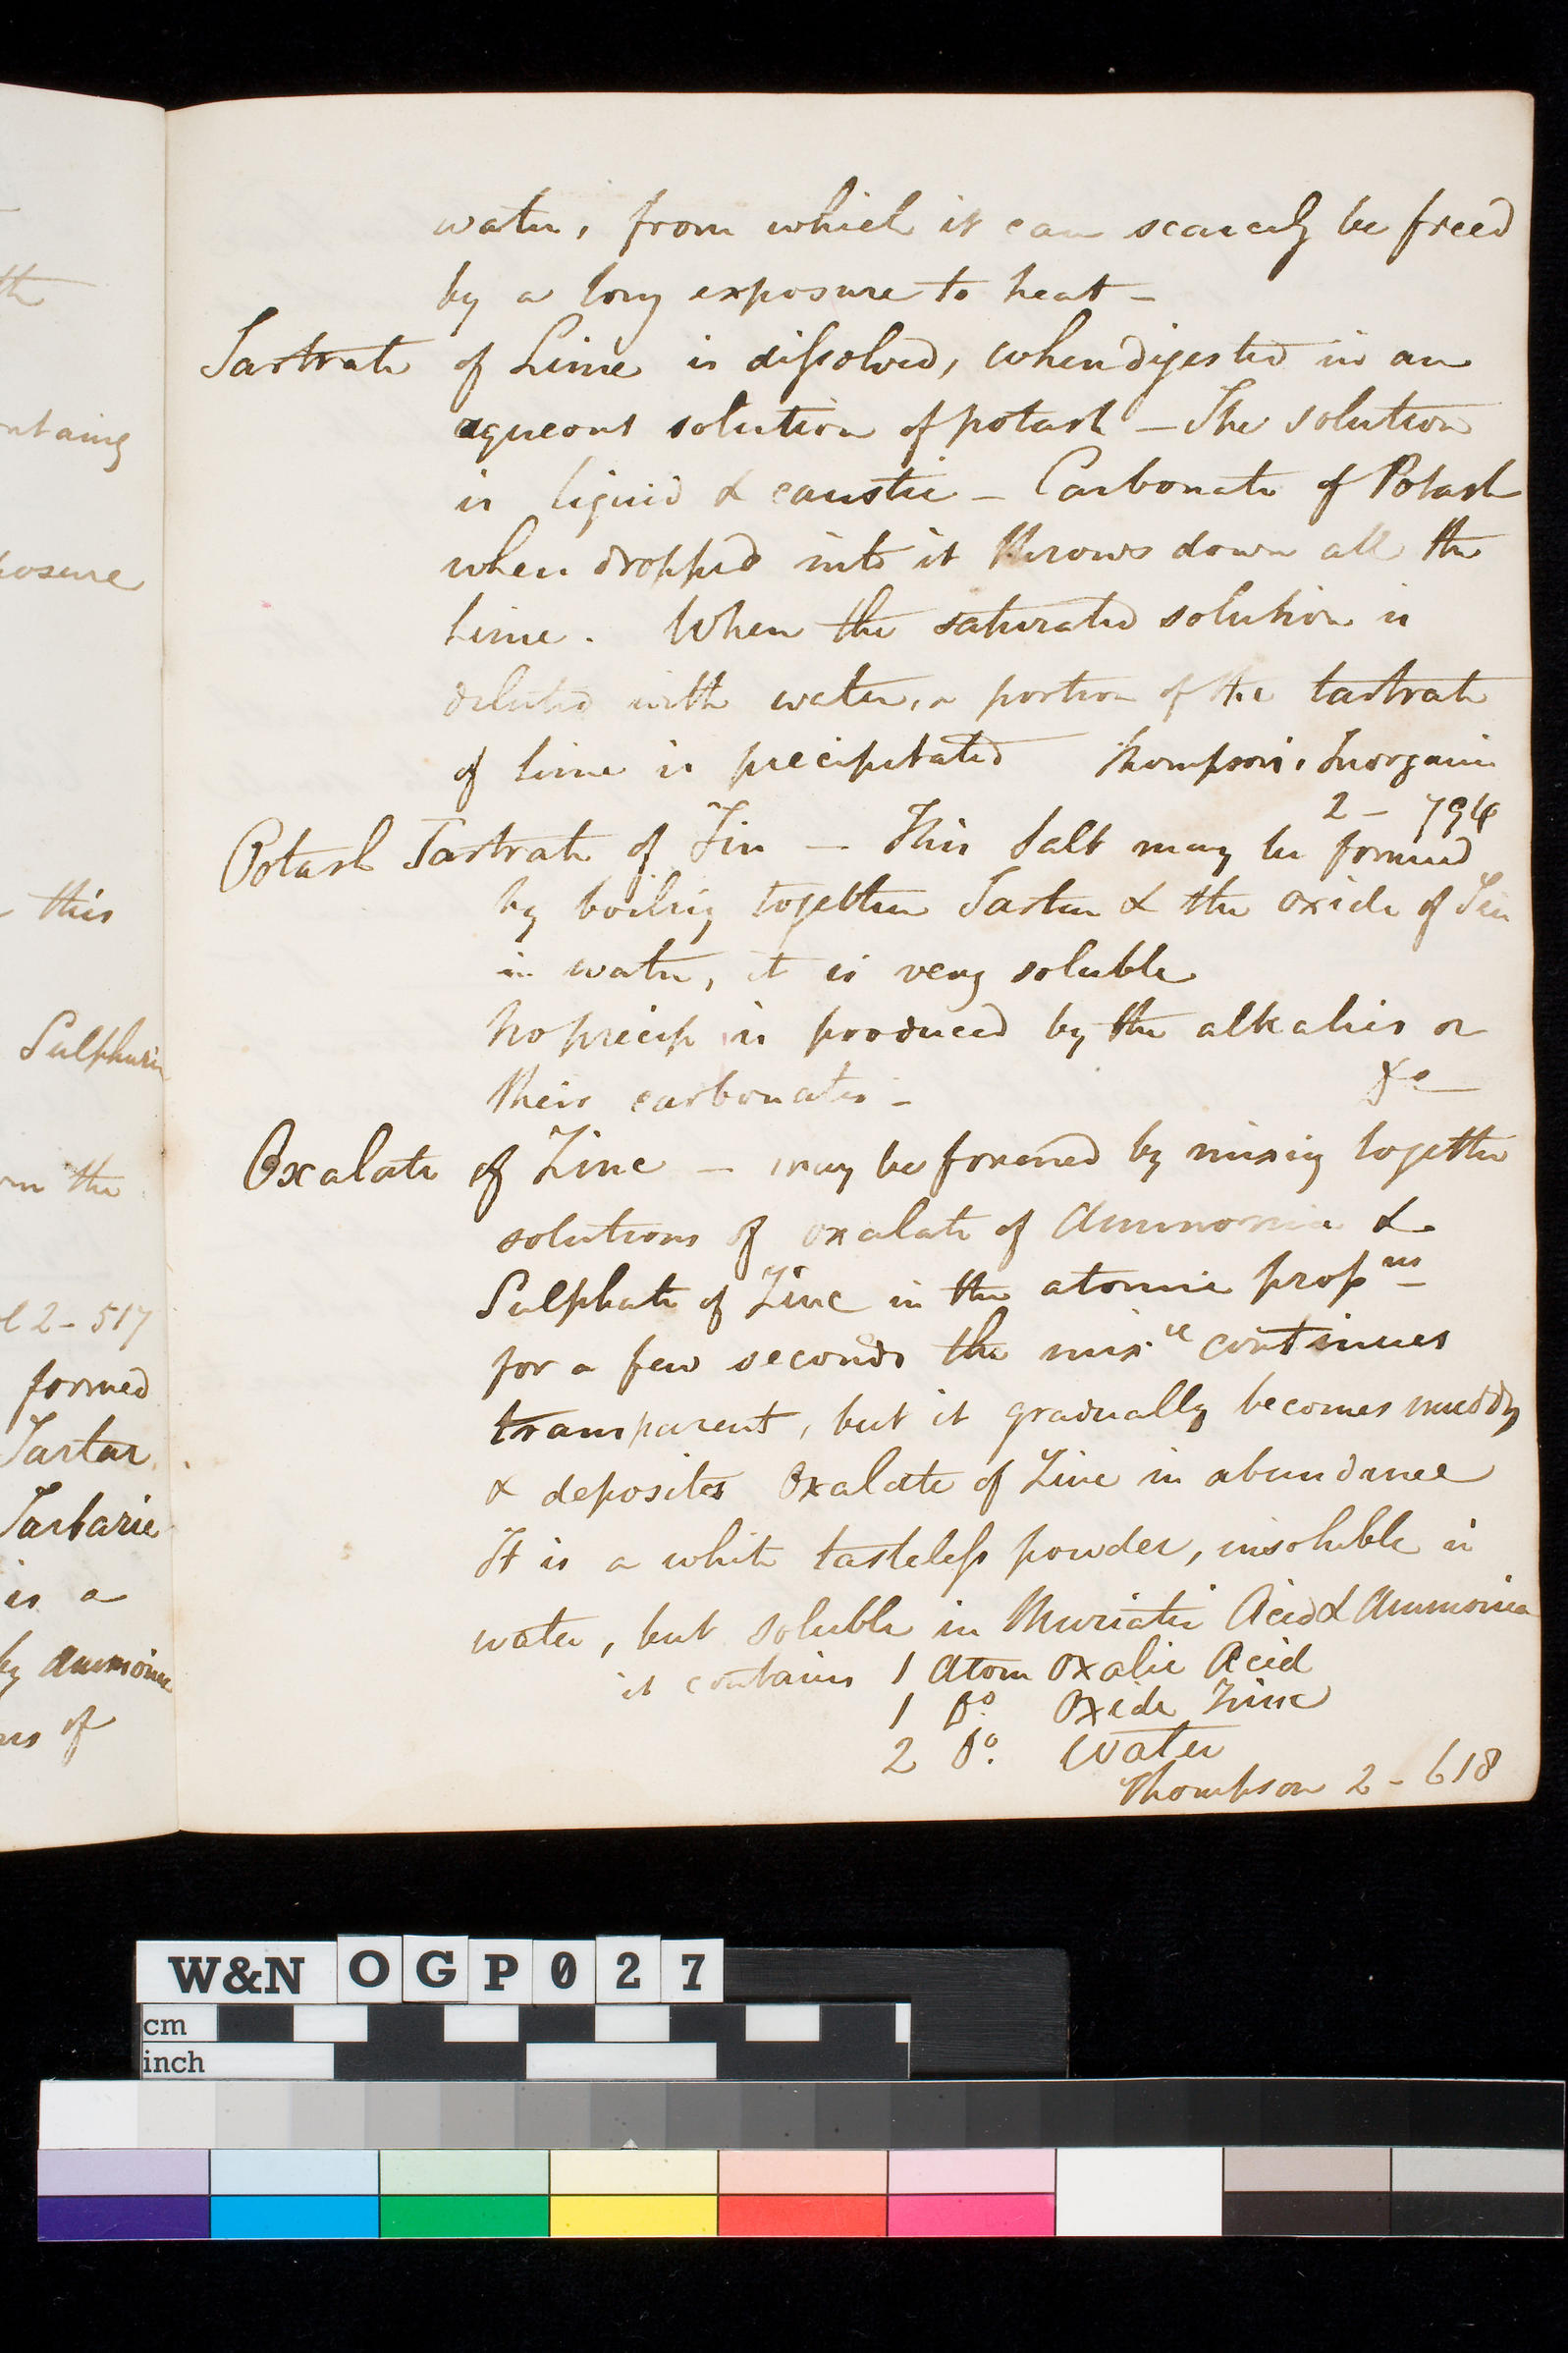 th
ntaing
posure
this
Sulphuric
on the
l 2 - 517
formed
Tartar.
Tartaric
is a
by ammonia
ns of
water, from which it can scarcely be freed
by a long exposure to heat -
Tartrate of Lime is dissolved, when digested in an
aqueous solution of potash - The solution
is liquid & caustic - Carbonate of Potash
when dropped into it throws down all the
lime. When the saturated solution is
diluted with water, a portion of the tartrate
of lime is precipitated Thompson's Inorganic
2 - 794
Potash Tartrate of Tin - This Salt may be formed
by boiling together Tartar & the oxide of Tin
in water, it is very soluble
No precip is produced by the alkalies or
their carbonates -
Oxalate of Zinc - may be formed by mixing together
solutions of oxalate of Ammonia &
Sulphate of Zinc in the atomic propns
for a few seconds the mixre continues
transparent, but it gradually becomes muddy
& deposites Oxalate of Zinc in abundance
It is a white tasteless powder, insoluble in
water, but soluble in Muriatic Acid & Ammonia
it contains 1 Atom Oxalic Acid
1 Do. Oxide Zinc
2 Do. Water
Thompson 2 - 618
W&N OGP027
cm
inch